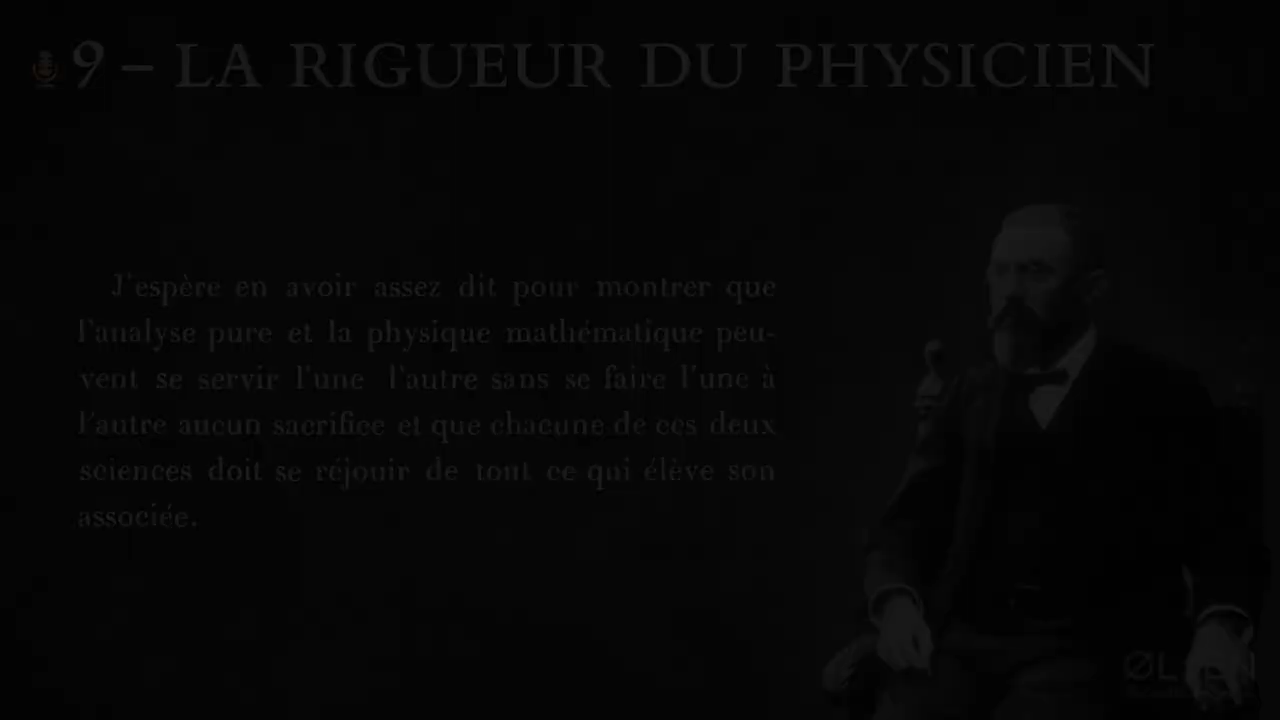 9 – LA RIGUEUR DU PHYSICIEN
J'espère en avoir assez dit pour montrer que
l'analyse pure et la physique mathématique peu-
vent se servir l'une l'autre sans se faire l'une à
l'autre aucun sacrifice et que chacune de ces deux
sciences doit se réjouir de tout ce qui élève son
associée.